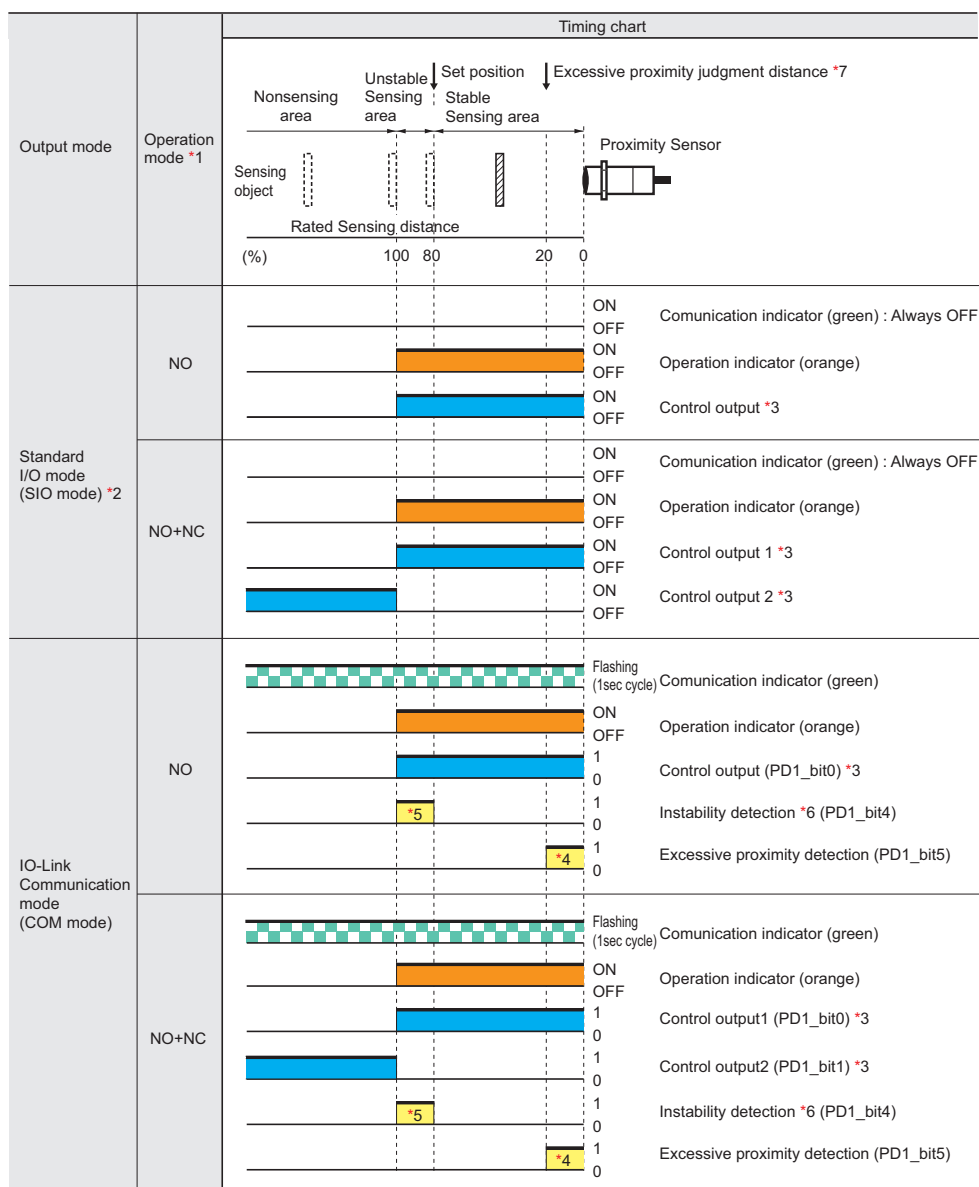 Timing chart
Output mode
Operation
mode *1
Nonsensing
area
Unstable
Sensing
area
Set position
Stable
Sensing area
Excessive proximity judgment distance *7
Proximity Sensor
Sensing
object
Rated Sensing distance
(%)
100
80
20
0
Standard
I/O mode
(SIO mode) *2
NO
ON
OFF
Comunication indicator (green) : Always OFF
ON
OFF
Operation indicator (orange)
ON
OFF
Control output *3
NO+NC
ON
OFF
Comunication indicator (green) : Always OFF
ON
OFF
Operation indicator (orange)
ON
OFF
Control output 1 *3
ON
OFF
Control output 2 *3
IO-Link
Communication
mode
(COM mode)
NO
Flashing
(1sec cycle)
Comunication indicator (green)
ON
OFF
Operation indicator (orange)
1
0
Control output (PD1_bit0) *3
*5
1
0
Instability detection *6 (PD1_bit4)
*4
1
0
Excessive proximity detection (PD1_bit5)
NO+NC
Flashing
(1sec cycle)
Comunication indicator (green)
ON
OFF
Operation indicator (orange)
1
0
Control output1 (PD1_bit0) *3
1
0
Control output2 (PD1_bit1) *3
*5
1
0
Instability detection *6 (PD1_bit4)
*4
1
0
Excessive proximity detection (PD1_bit5)